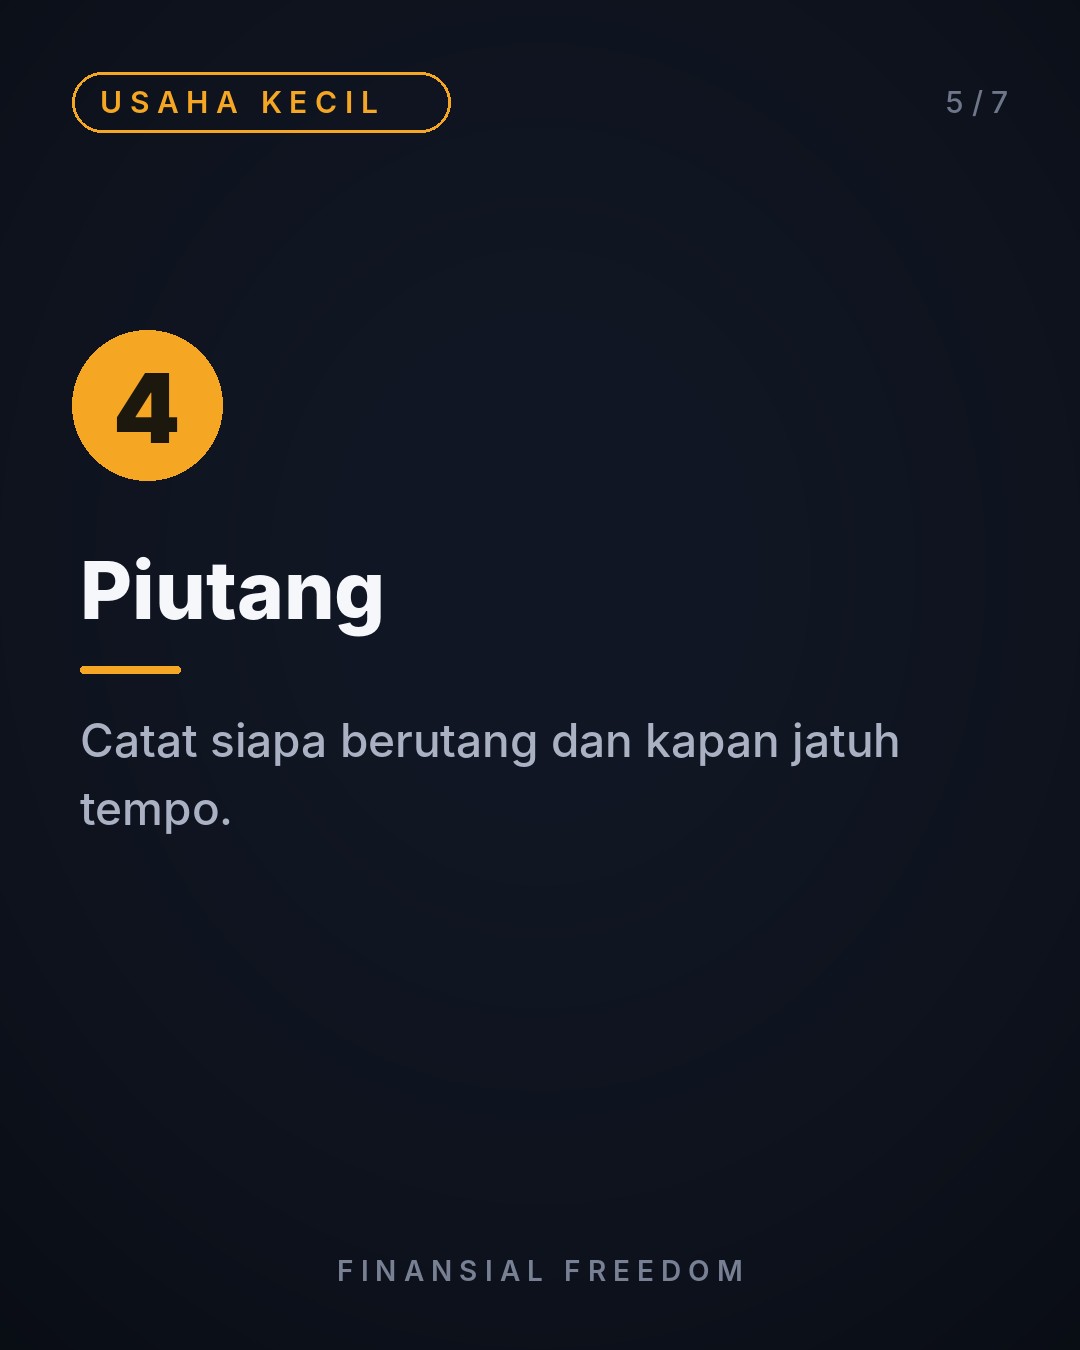 USAHA KECIL
5/7
4
Piutang
Catat siapa berutang dan kapan jatuh
tempo.
FINANSIAL FREEDOM